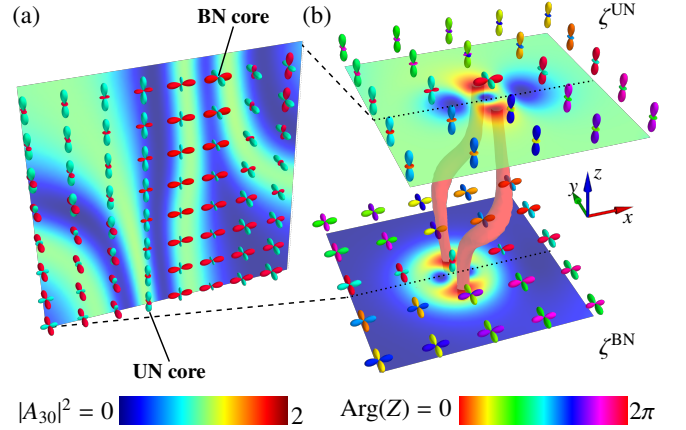 (a)
BN core
(b)
ζ^UN
z
y
x
UN core
ζ^BN
|A₃₀|² = 0
2
Arg(Z) = 0
2π